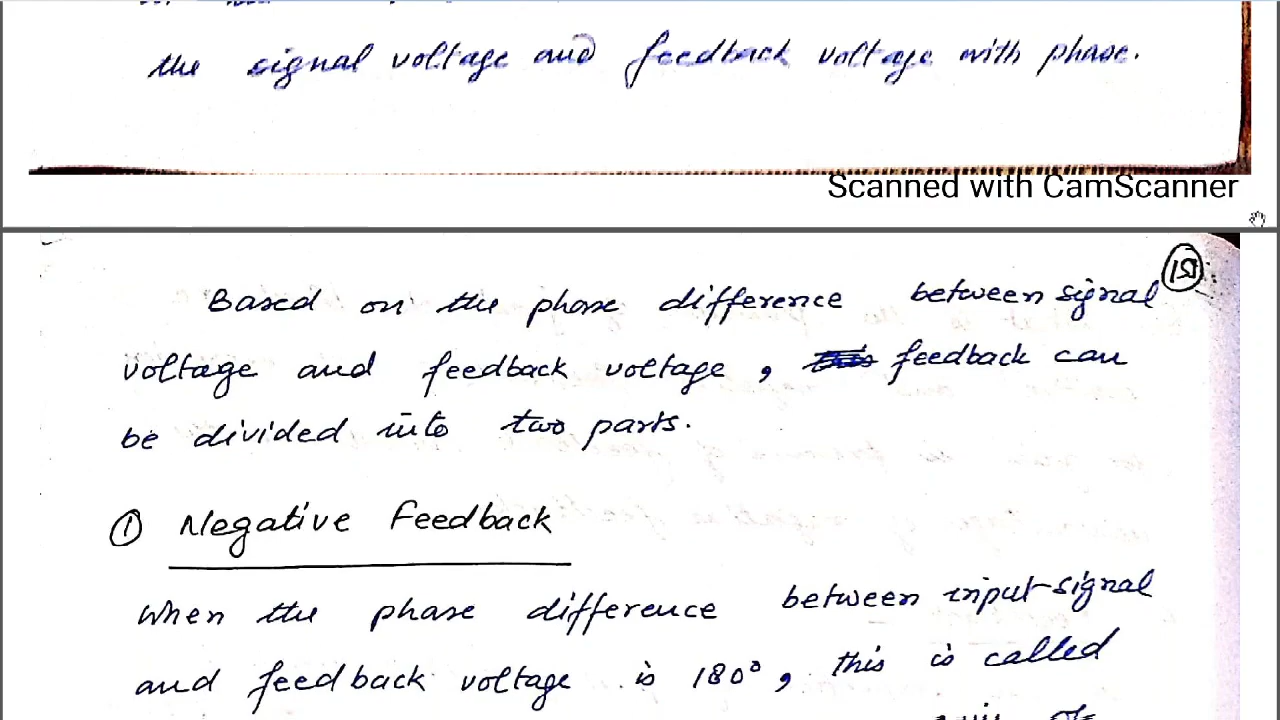 the signal voltage and feedback voltage with phase.
Scanned with CamScanner
Based on the phase difference between signal
voltage and feedback voltage, feedback can
be divided into two parts.
① Negative Feedback
When the phase difference between input signal
and feedback voltage is 180°, this is called